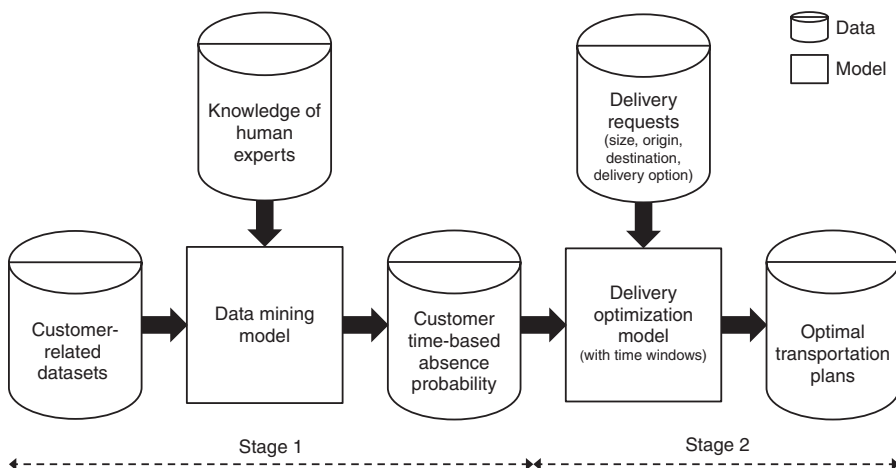 Knowledge of
human
experts
Delivery
requests
(size, origin,
destination,
delivery option)
Data
Model
Customer-
related
datasets
Data mining
model
Customer
time-based
absence
probability
Delivery
optimization
model
(with time windows)
Optimal
transportation
plans
Stage 1
Stage 2